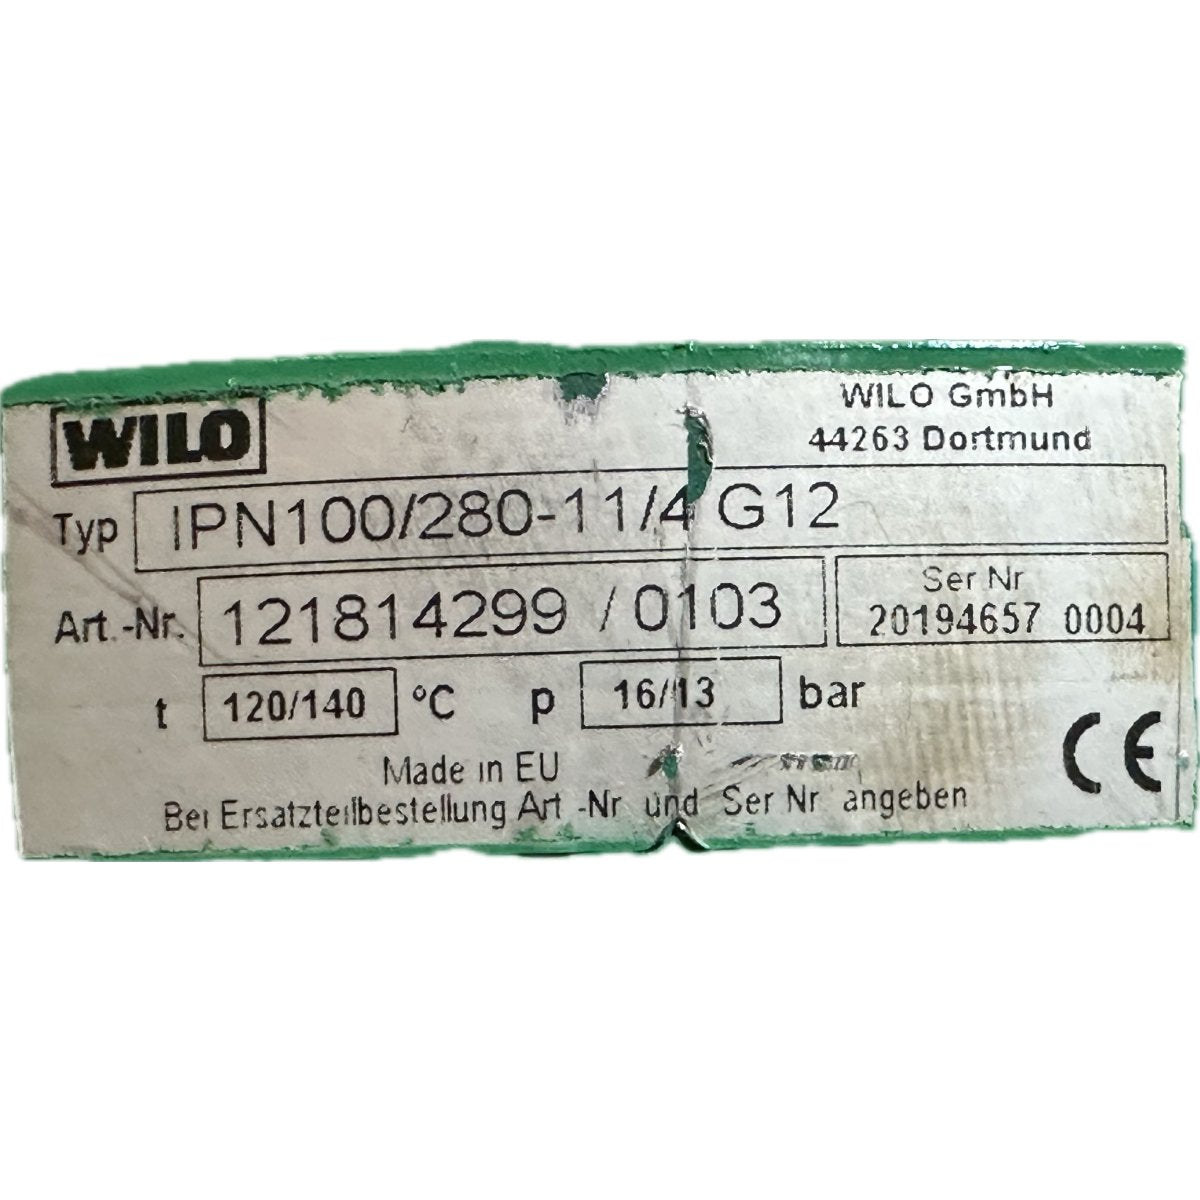 WILO
WILO GmbH
44263 Dortmund
Typ IPN100/280-11/4 G12
Art.-Nr. 121814299 / 0103
Ser Nr
20194657 0004
t 120/140 °C p 16/13 bar
Made in EU
CE
Bei Ersatzteilbestellung Art -Nr und Ser Nr angeben